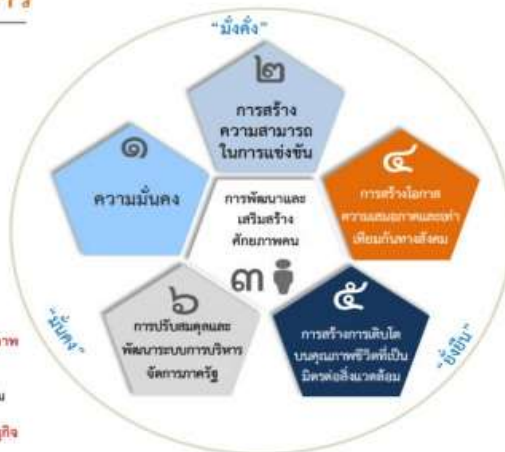 "มั่งคั่ง"
๒
การสร้าง
ความสามารถ
ในการแข่งขัน
๑
ความมั่นคง
๔
การสร้างโอกาส
ความเสมอภาคและเท่า
เทียมกันทางสังคม
การพัฒนาและ
เสริมสร้าง
ศักยภาพคน
๓
๖
การปรับสมดุลและ
พัฒนาระบบการบริหาร
จัดการภาครัฐ
๕
การสร้างการเติบโต
บนคุณภาพชีวิตที่เป็น
มิตรต่อสิ่งแวดล้อม
"มั่นคง"
"ยั่งยืน"